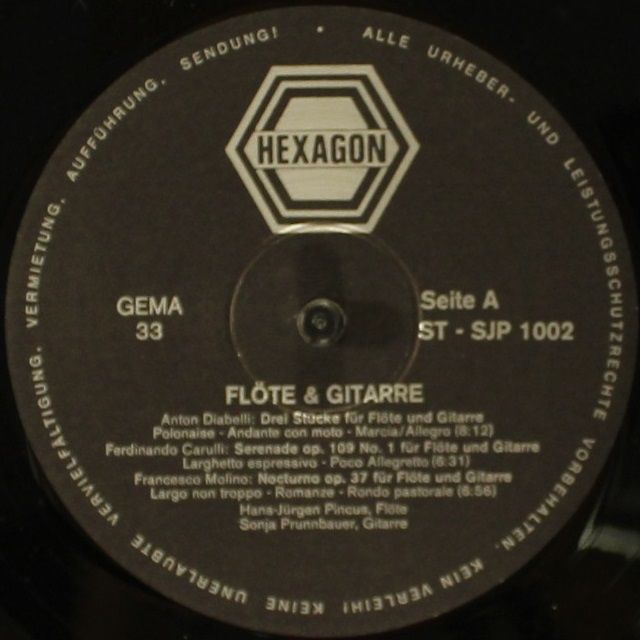 ALLE URHEBER- UND LEISTUNGSSCHUTZRECHTE VORBEHALTEN. KEIN VERLEIH! KEINE UNERLAUBTE VERVIELFÄLTIGUNG. VERMIETUNG. AUFFÜHRUNG. SENDUNG! •
HEXAGON
GEMA
33
Seite A
ST - SJP 1002
FLÖTE & GITARRE
Anton Diabelli: Drei Stücke für Flöte und Gitarre
Polonaise - Andante con moto - Marcia/Allegro (8:12)
Ferdinando Carulli: Serenade op. 109 No. 1 für Flöte und Gitarre
Larghetto espressivo - Poco Allegretto (6:31)
Francesco Molino: Nocturno op. 37 für Flöte und Gitarre
Largo non troppo - Romanze - Rondo pastorale (6:56)
Hans-Jürgen Pincus, Flöte
Sonja Prunnbauer, Gitarre